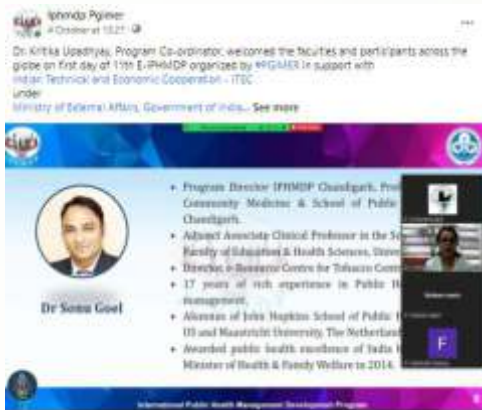 Iphmdp Pgimer
4 October at 10:27
Dr. Kritika Upadhyay, Program Co-ordinator, welcomed the faculties and participants across the
globe on first day of 11th E-IPHMDP organized by #PGIMER in support with
Indian Technical and Economic Cooperation - ITEC
under
Ministry of External Affairs, Government of India... See more
• Program Director IPHMDP Chandigarh, Prof
Community Medicine & School of Public
Chandigarh.
• Adjunct Associate Clinical Professor in the
Faculty of Education & Health Sciences,
• Director, e-Resource Centre for Tobacco
• 17 years of rich experience in Public H
management.
• Alumnus of John Hopkins School of Public H
US and Maastricht University, The Netherlan
• Awarded public health excellence of India
Minister of Health & Family Welfare in 2014.
Dr Sonu Goel
F
International Public Health Management Development Program